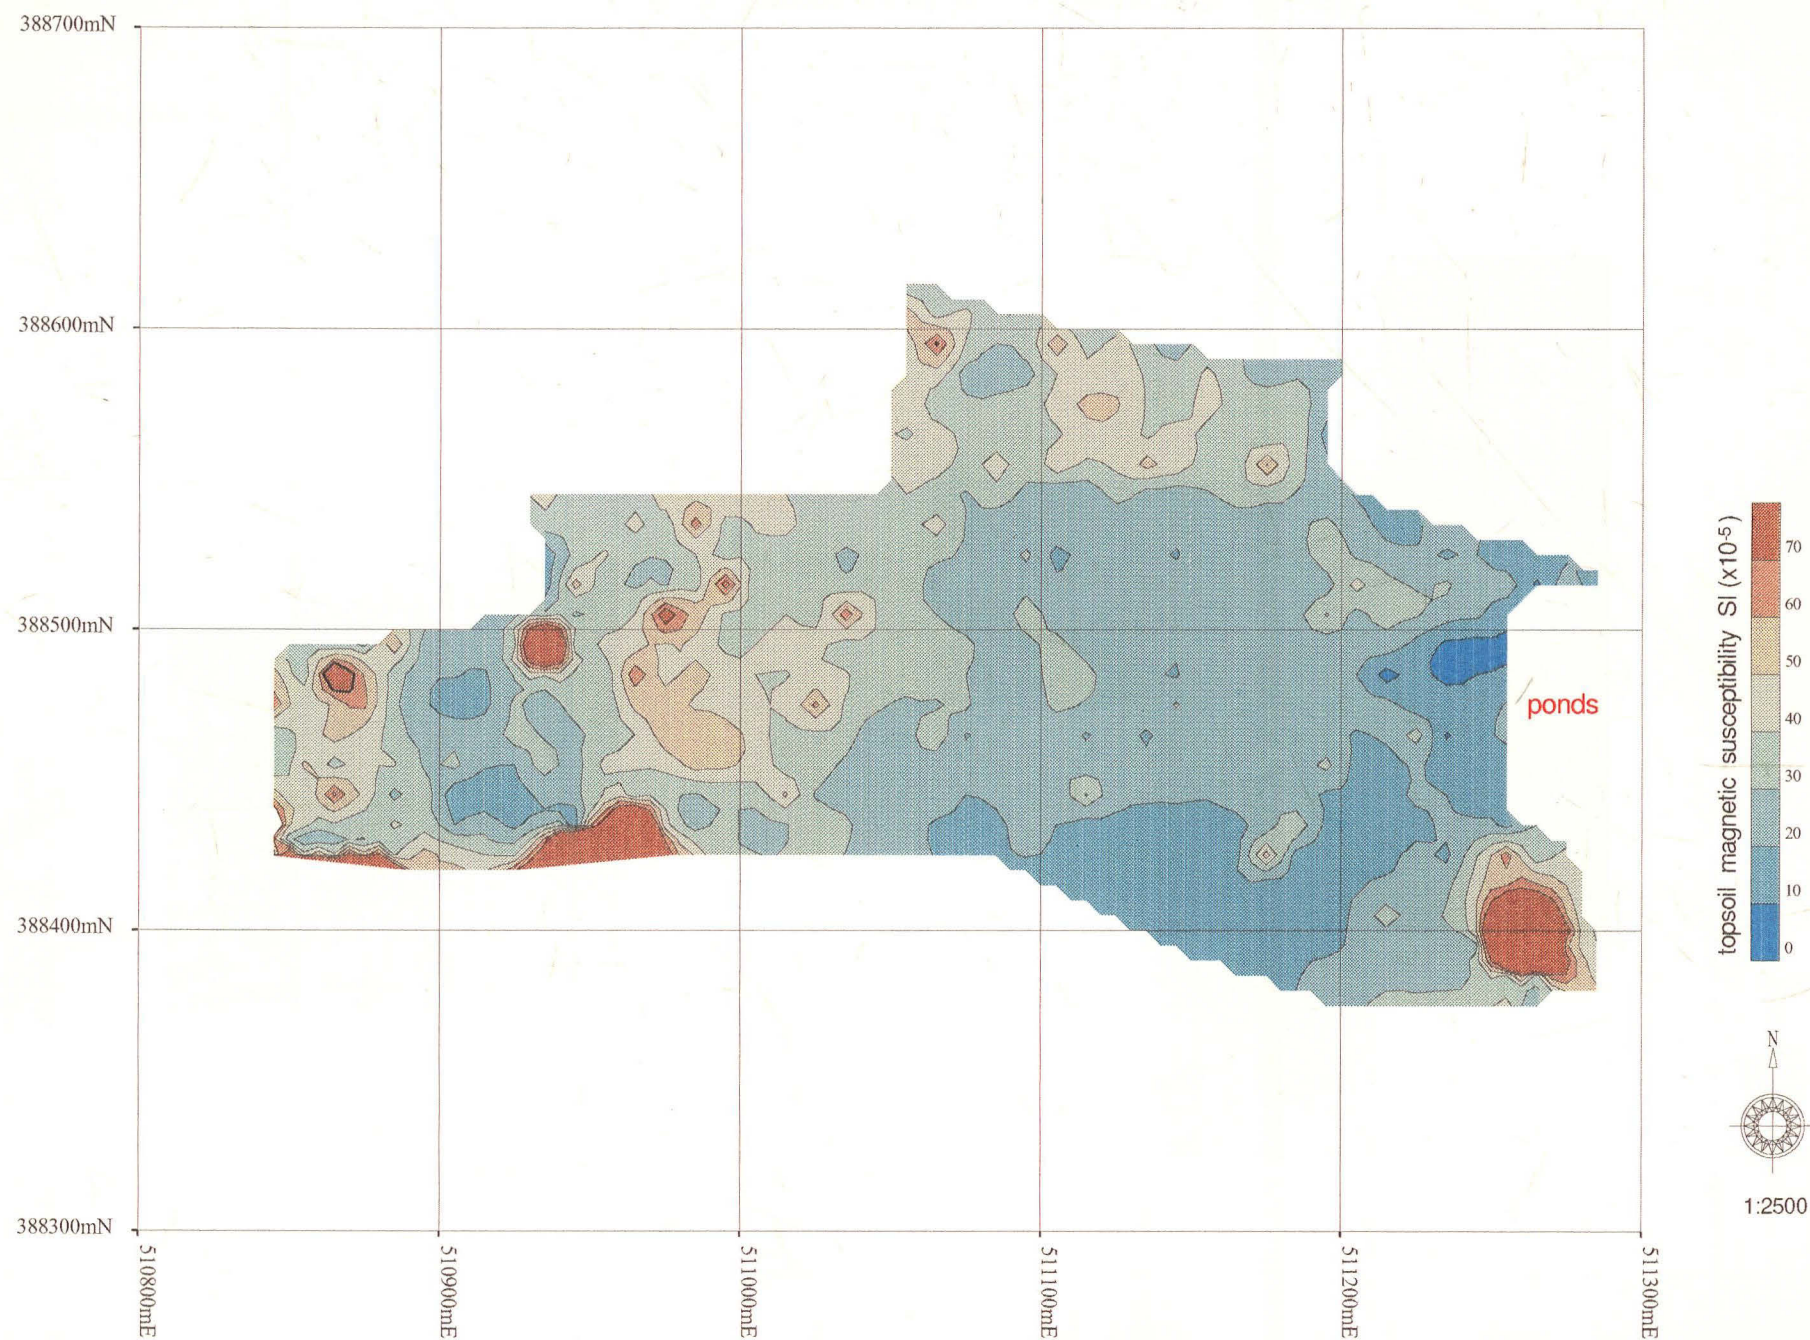 388700mN
388600mN
388500mN
388400mN
388300mN
510800mE
510900mE
511000mE
511100mE
511200mE
511300mE
ponds
topsoil magnetic susceptibility SI (x10-5)
70
60
50
40
30
20
10
0
N
1:2500